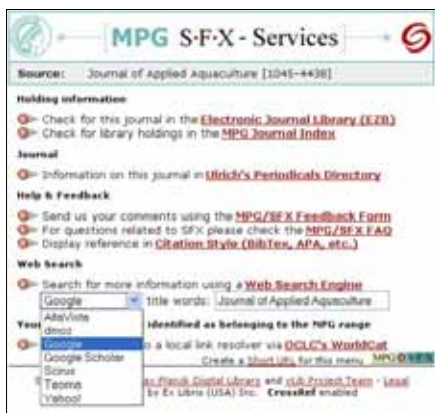 MPG S·F·X - Services
Source: Journal of Applied Aquaculture [1045-4438]
Holding information
Check for this journal in the Electronic Journal Library (EZB)
Check for library holdings in the MPG Journal Index
Journal
Information on this journal in Ulrich's Periodicals Directory
Help & Feedback
Send us your comments using the MPG/SFX Feedback Form
For questions related to SFX please check the MPG/SFX FAQ
Display reference in Citation Style (BibTex, APA, etc.)
Web Search
Search for more information using a Web Search Engine
Google title words: Journal of Applied Aquaculture
AltaVista
dmoz
Google
Google Scholar
Scirus
Teoma
Yahoo!
You identified as belonging to the MPG range
to a local link resolver via OCLC's WorldCat
Create a Short URL for this menu
Planck Digital Library and vLib Project Team - Legal
by Ex Libris (USA) Inc. CrossRef enabled